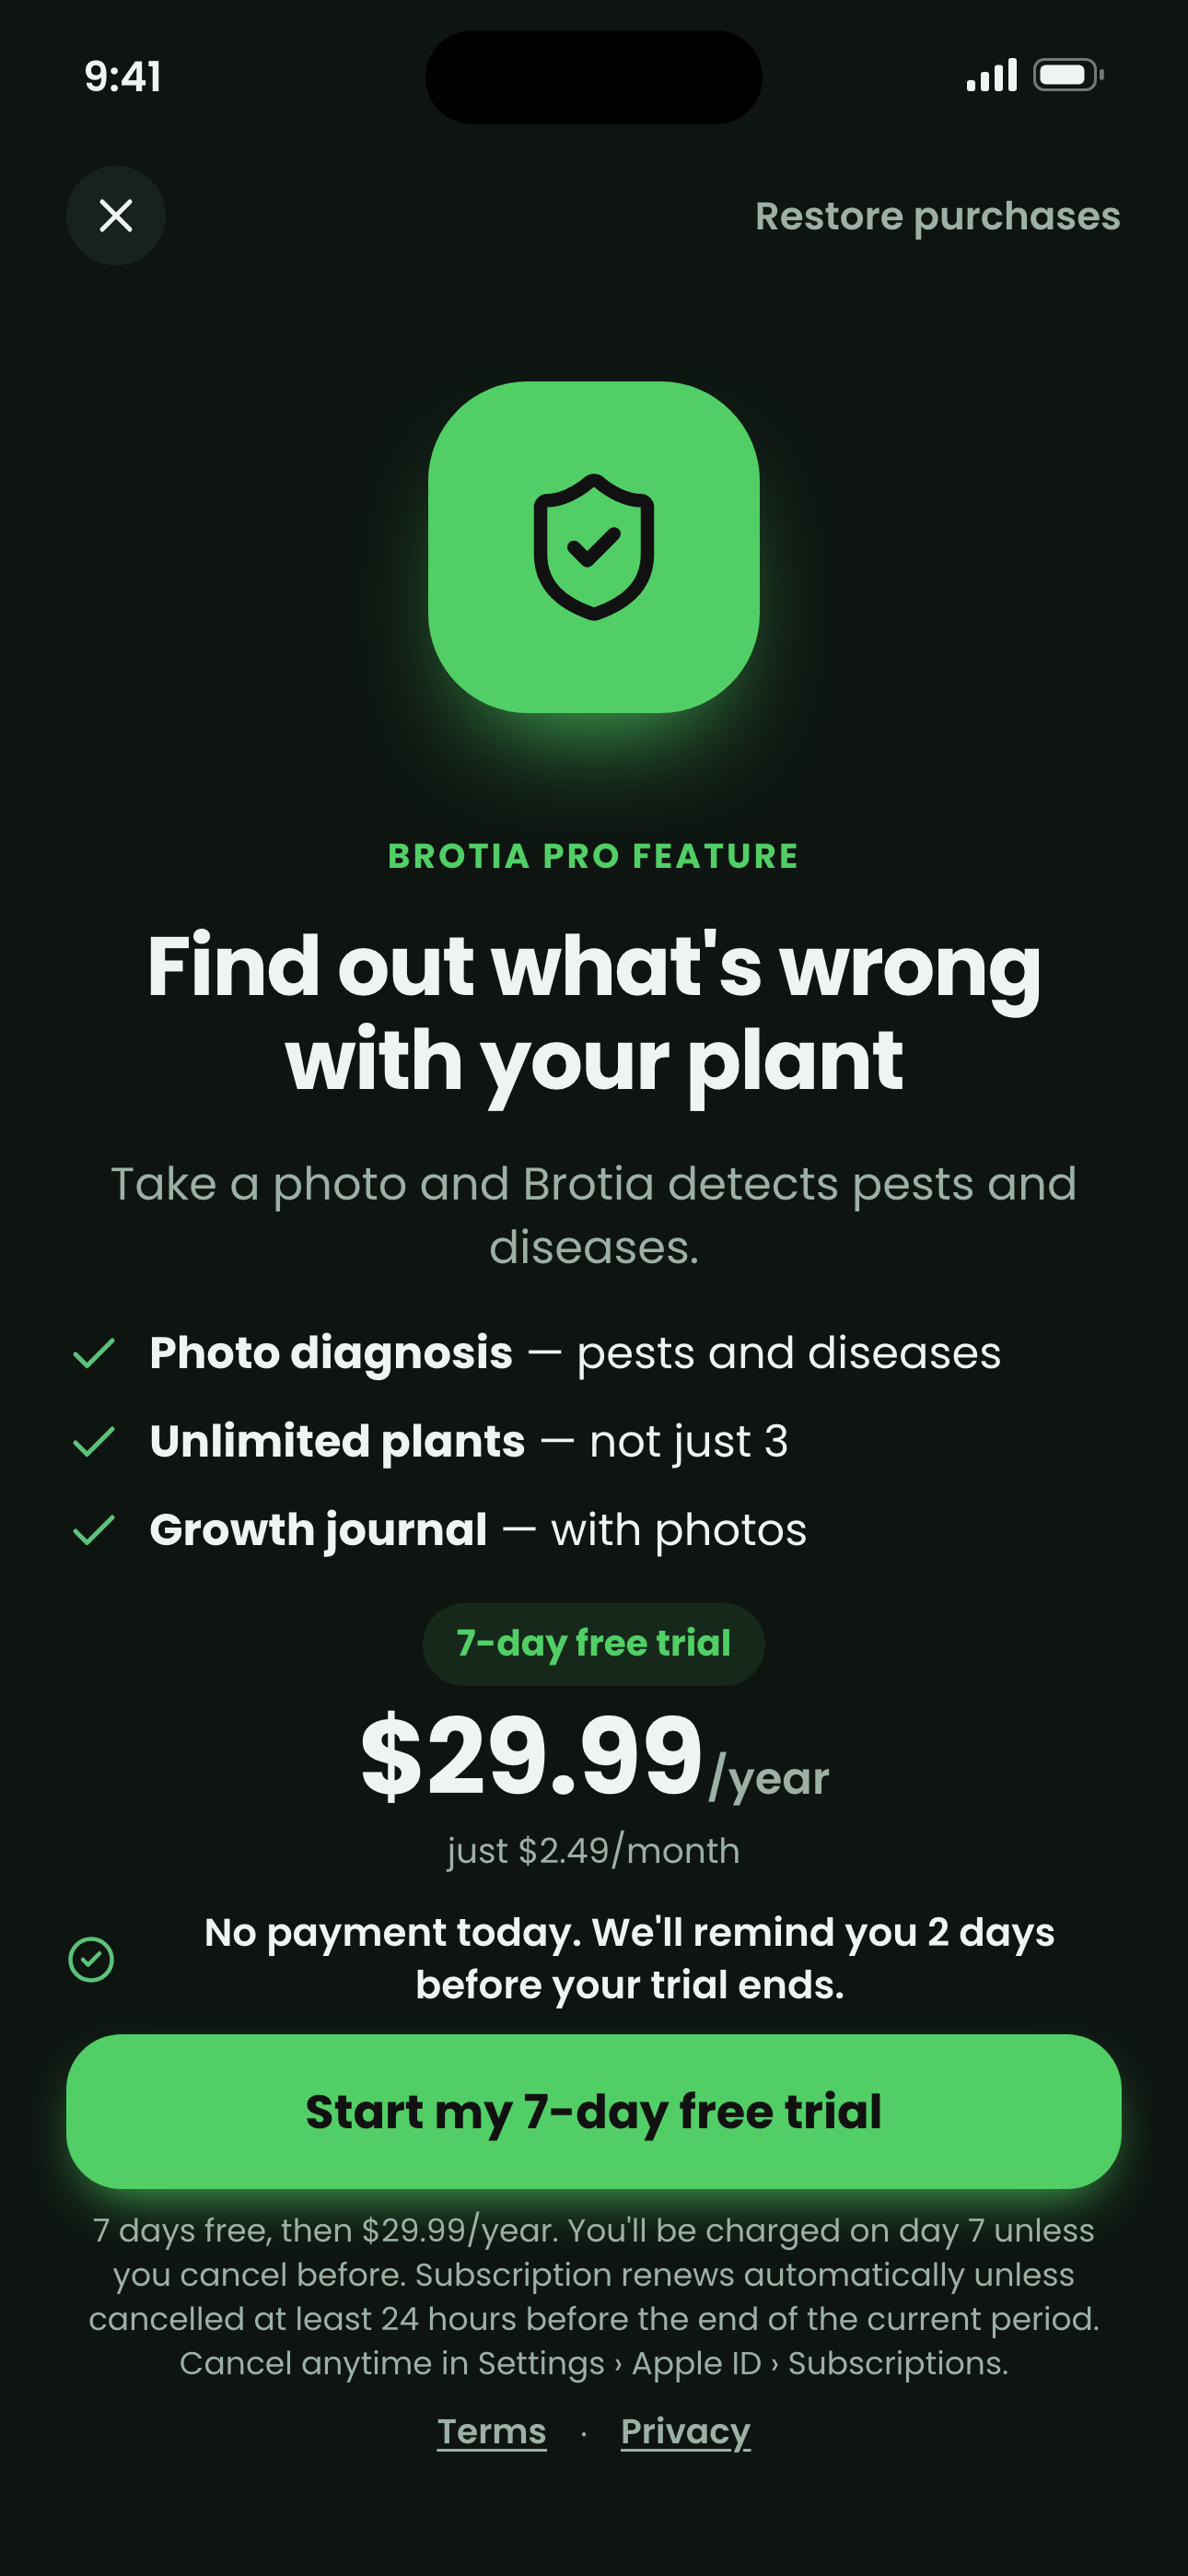 9:41
Restore purchases
BROTIA PRO FEATURE
Find out what's wrong
with your plant
Take a photo and Brotia detects pests and
diseases.
Photo diagnosis — pests and diseases
Unlimited plants — not just 3
Growth journal — with photos
7-day free trial
$29.99/year
just $2.49/month
No payment today. We'll remind you 2 days
before your trial ends.
Start my 7-day free trial
7 days free, then $29.99/year. You'll be charged on day 7 unless
you cancel before. Subscription renews automatically unless
cancelled at least 24 hours before the end of the current period.
Cancel anytime in Settings › Apple ID › Subscriptions.
Terms · Privacy